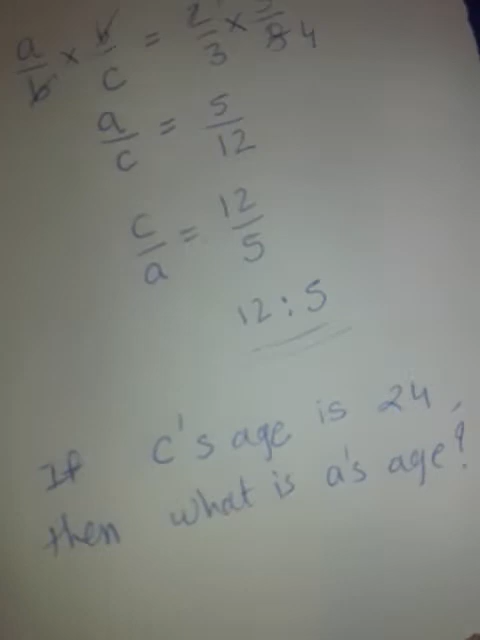 a/b × b/c = 2/3 × 5/8 4
a/c = 5/12
c/a = 12/5
12 : 5
If c's age is 24,
then what is a's age?